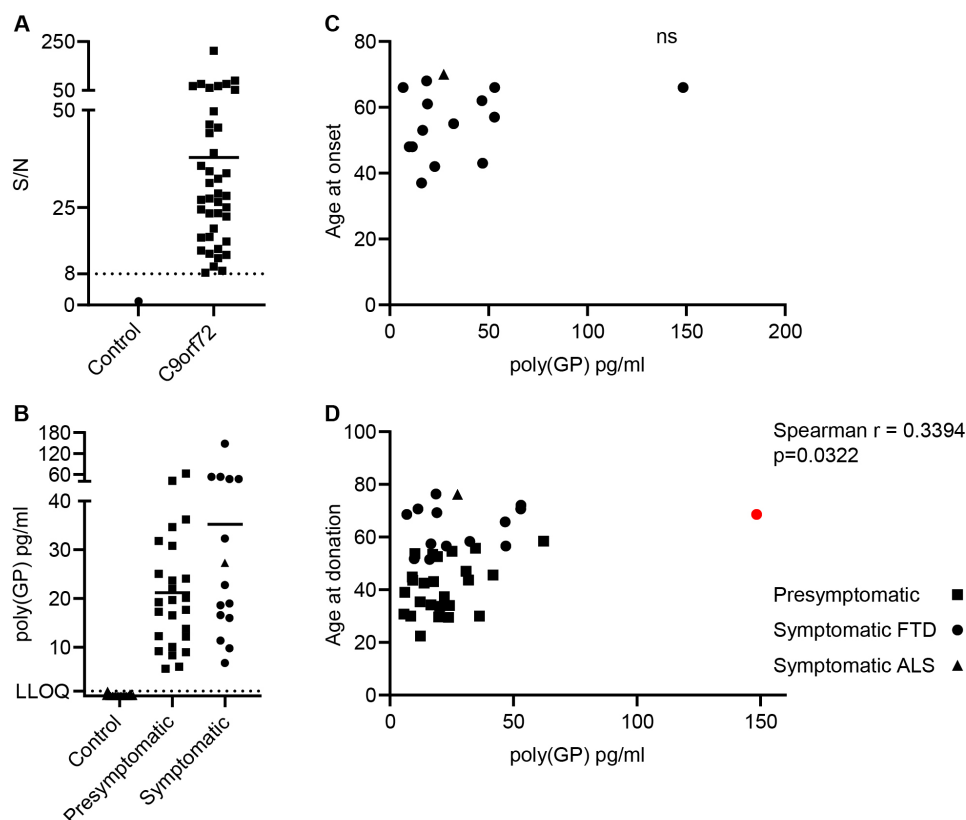 A
250
50
50
25
8
0
S/N
Control
C9orf72
C
ns
80
60
40
20
0
Age at onset
0
50
100
150
200
poly(GP) pg/ml
B
180
120
60
40
30
20
10
LLOQ
poly(GP) pg/ml
Control
Presymptomatic
Symptomatic
D
100
80
60
40
20
0
Age at donation
0
50
100
150
poly(GP) pg/ml
Spearman r = 0.3394
p=0.0322
Presymptomatic
Symptomatic FTD
Symptomatic ALS